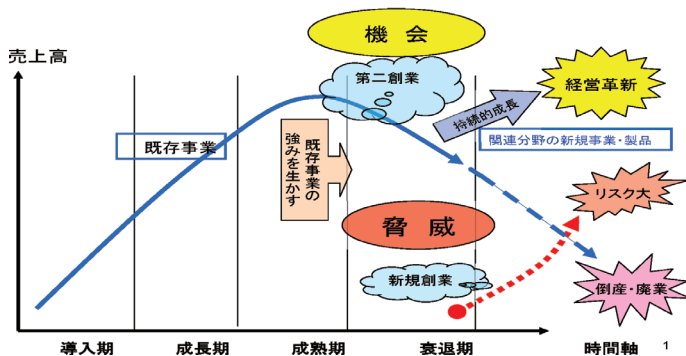 機会
売上高
第二創業
経営革新
持続的成長
既存事業
既存事業の
強みを生かす
関連分野の新規事業・製品
リスク大
脅威
新規創業
倒産・廃業
導入期
成長期
成熟期
衰退期
時間軸
1